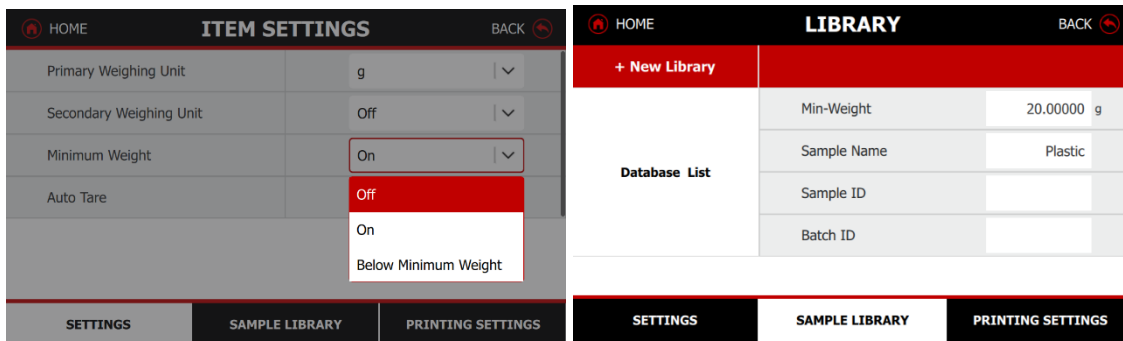 HOME ITEM SETTINGS BACK
Primary Weighing Unit g
Secondary Weighing Unit Off
Minimum Weight On
Auto Tare
Off
On
Below Minimum Weight
SETTINGS SAMPLE LIBRARY PRINTING SETTINGS
HOME LIBRARY BACK
+ New Library
Min-Weight 20.00000 g
Sample Name Plastic
Database List
Sample ID
Batch ID
SETTINGS SAMPLE LIBRARY PRINTING SETTINGS